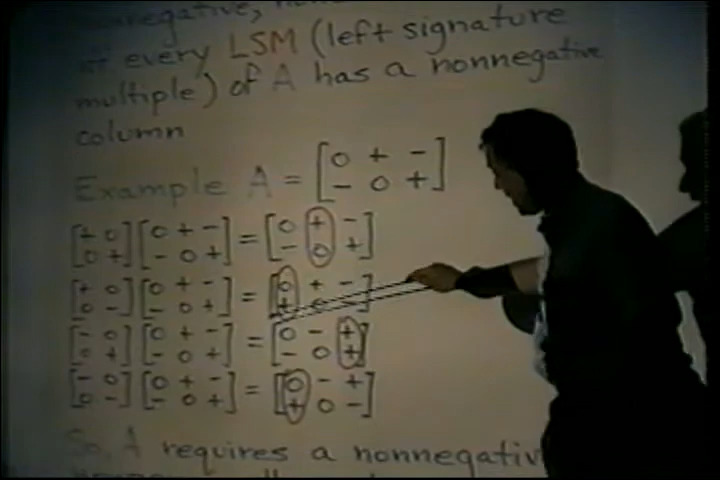 nonnegative,
every LSM (left signature
multiple) of A has a nonnegative
column
Example A = [0 + -
- 0 +]
[+ 0
0 +] [0 + -
- 0 +] = [0 + -
- 0 +]
[+ 0
0 -] [0 + -
- 0 +] = [0 + -
+ 0 -]
[- 0
0 +] [0 + -
- 0 +] = [0 - +
- 0 +]
[- 0
0 -] [0 + -
- 0 +] = [0 - +
+ 0 -]
So, A requires a nonnegativ